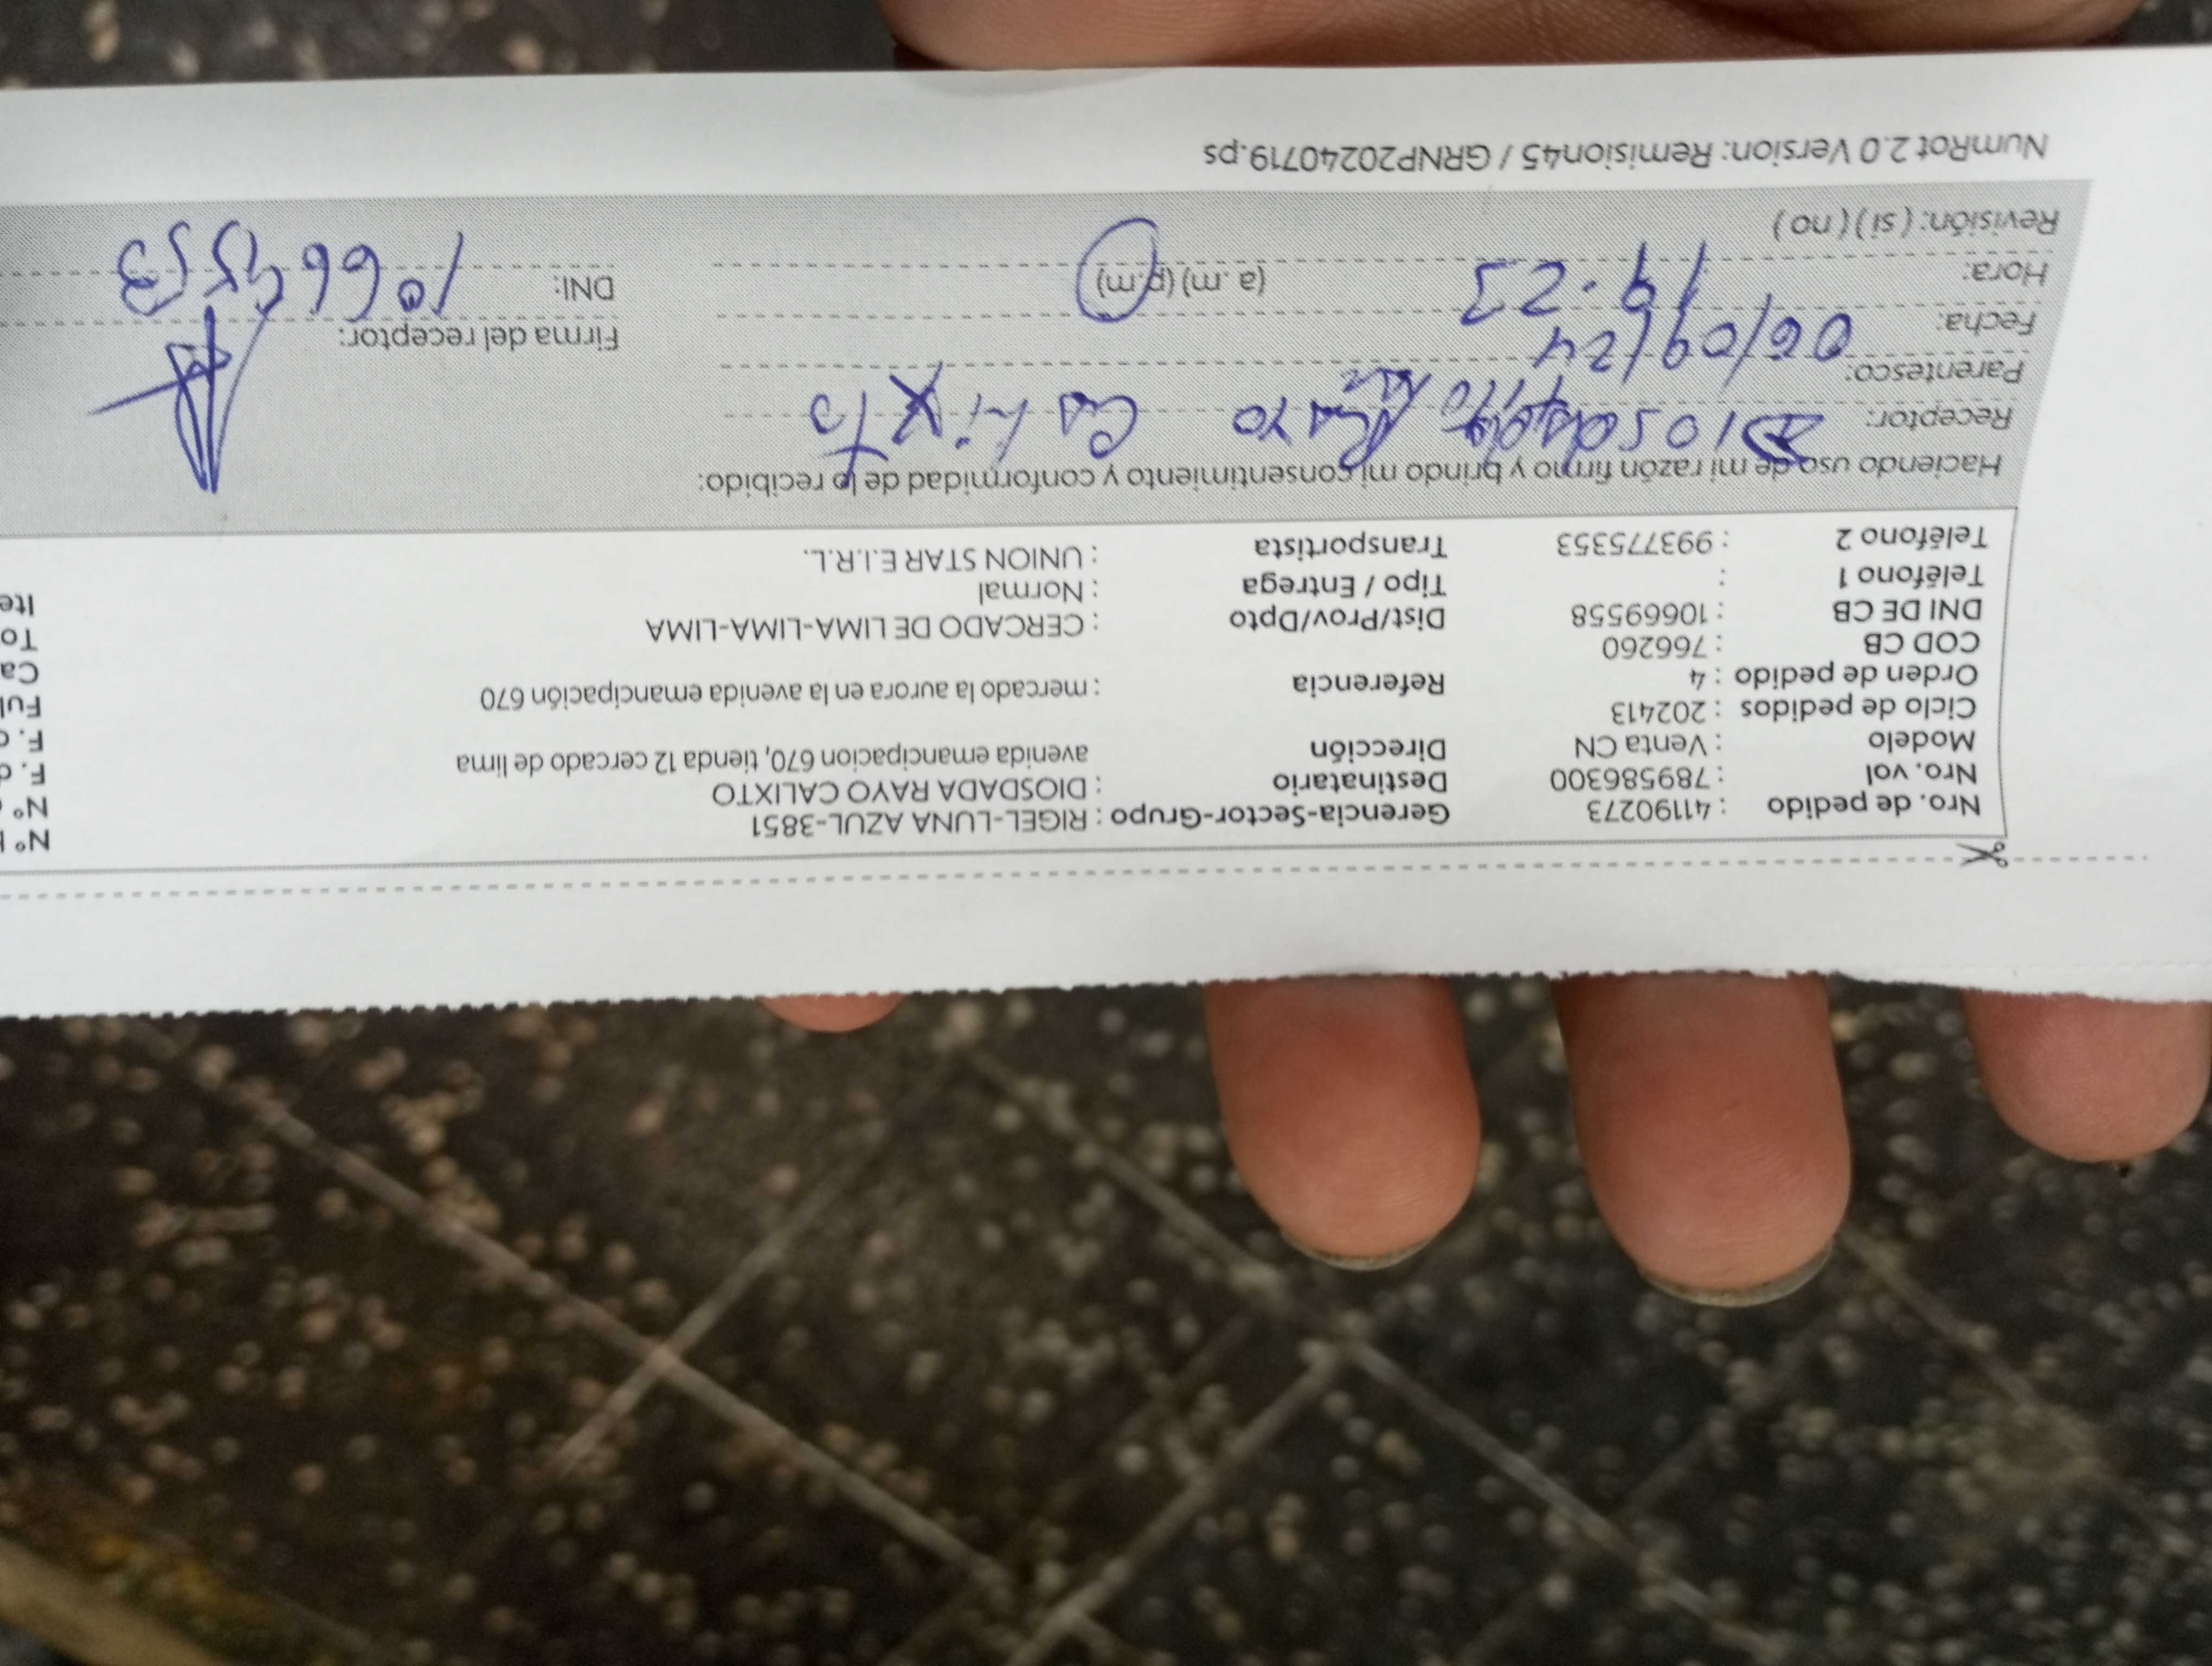 Nro. de pedido : 41190273 Gerencia-Sector-Grupo : RIGEL-LUNA AZUL-3851 N°
Nro. vol : 789586300 Destinatario : DIOSDADA RAYO CALIXTO N°
Modelo : Venta CN Dirección avenida emancipacion 670, tienda 12 cercado de lima F. d
Ciclo de pedidos : 202413 F.
Orden de pedido : 4 Referencia : mercado la aurora en la avenida emancipación 670 Ful
COD CB : 766260 Ca
DNI DE CB : 10669558 Dist/Prov/Dpto : CERCADO DE LIMA-LIMA-LIMA To
Teléfono 1 : Tipo / Entrega : Normal Ite
Teléfono 2 : 993775353 Transportista : UNION STAR E.I.R.L.
Haciendo uso de mi razón firmo y brindo mi consentimiento y conformidad de lo recibido:
Receptor: Diosdada Rayo Calixto
Parentesco: Firma del receptor:
Fecha: 06/09/24
Hora: 19.23 (a.m) (p.m) DNI:
Revisión: (si) (no)
NumRot 2.0 Version: Remision45 / GRNP20240719.ps